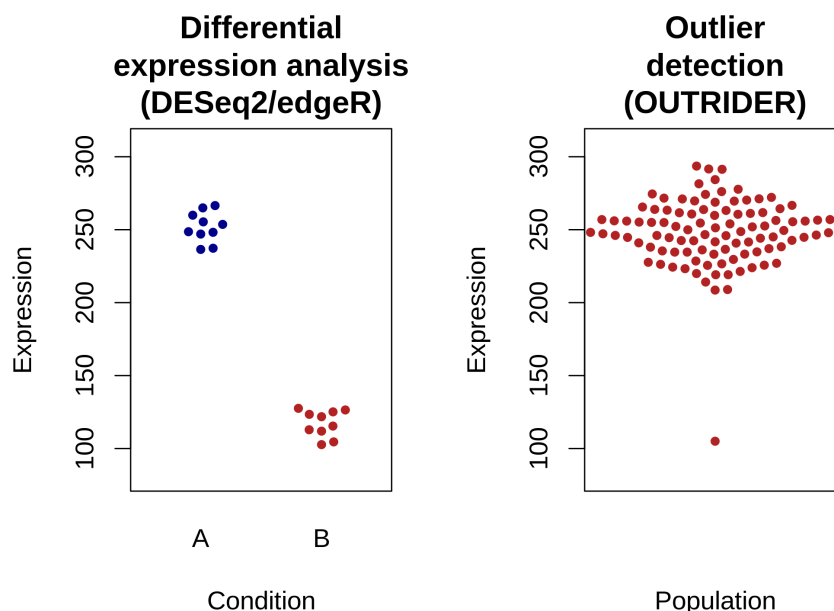 Differential
expression analysis
(DESeq2/edgeR)
Expression
300
250
200
150
100
A B
Condition
Outlier
detection
(OUTRIDER)
Expression
300
250
200
150
100
Population